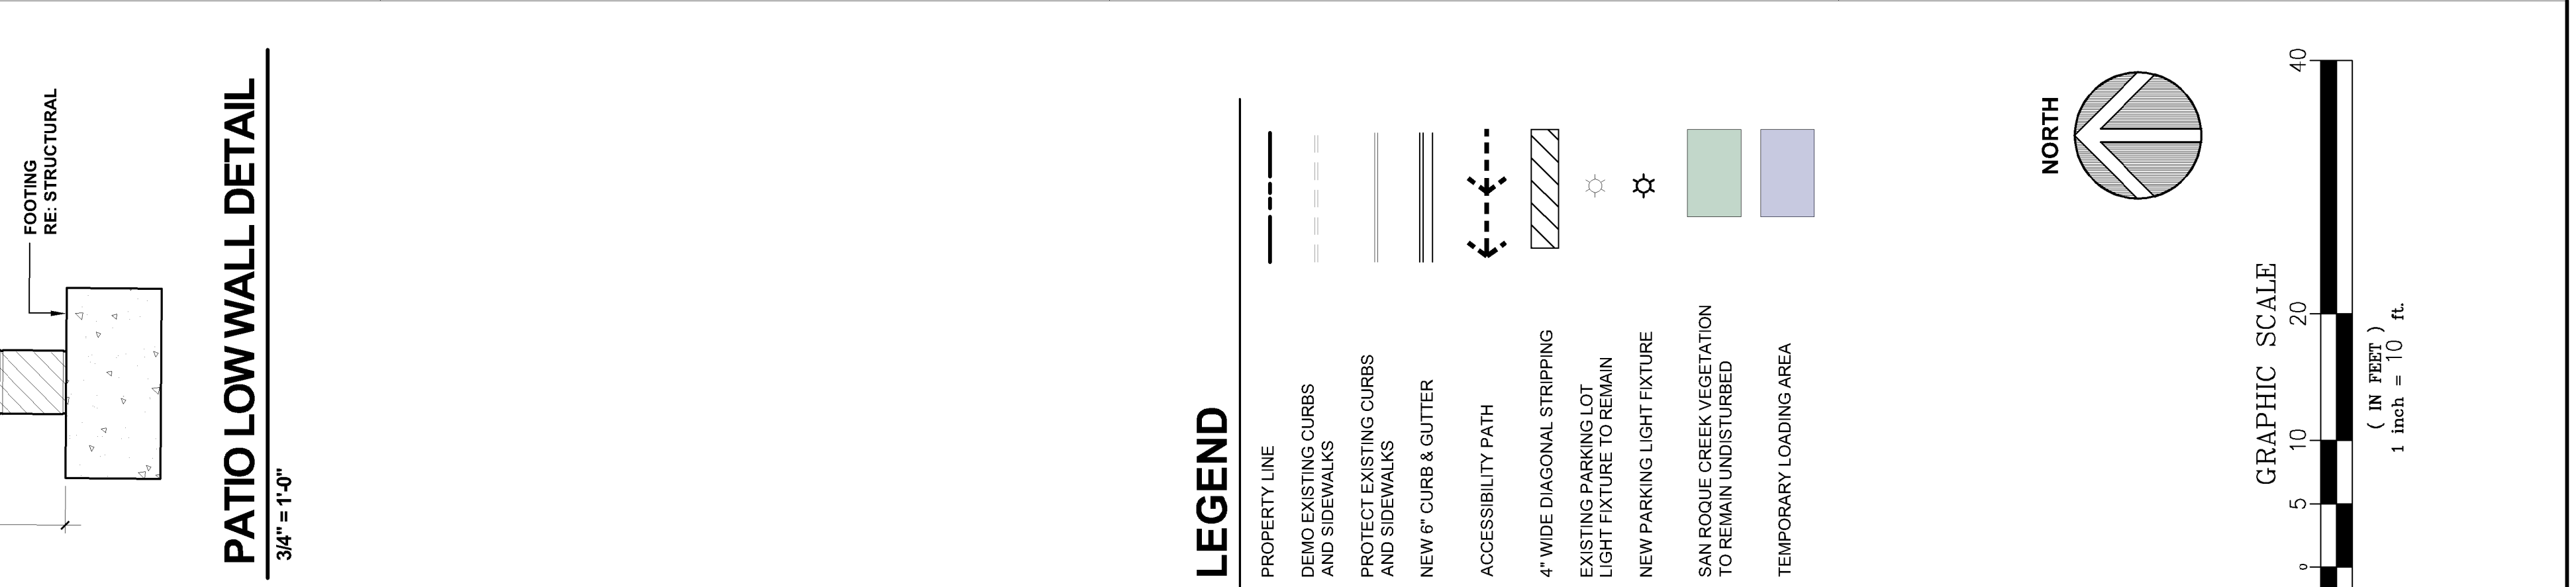 FOOTING
RE: STRUCTURAL
PATIO LOW WALL DETAIL
3/4" = 1'-0"
LEGEND
PROPERTY LINE
DEMO EXISTING CURBS
AND SIDEWALKS
PROTECT EXISTING CURBS
AND SIDEWALKS
NEW 6" CURB & GUTTER
ACCESSIBILITY PATH
4" WIDE DIAGONAL STRIPPING
EXISTING PARKING LOT
LIGHT FIXTURE TO REMAIN
NEW PARKING LIGHT FIXTURE
SAN ROQUE CREEK VEGETATION
TO REMAIN UNDISTURBED
TEMPORARY LOADING AREA
NORTH
GRAPHIC SCALE
0 5 10 20 40
( IN FEET )
1 inch = 10 ft.